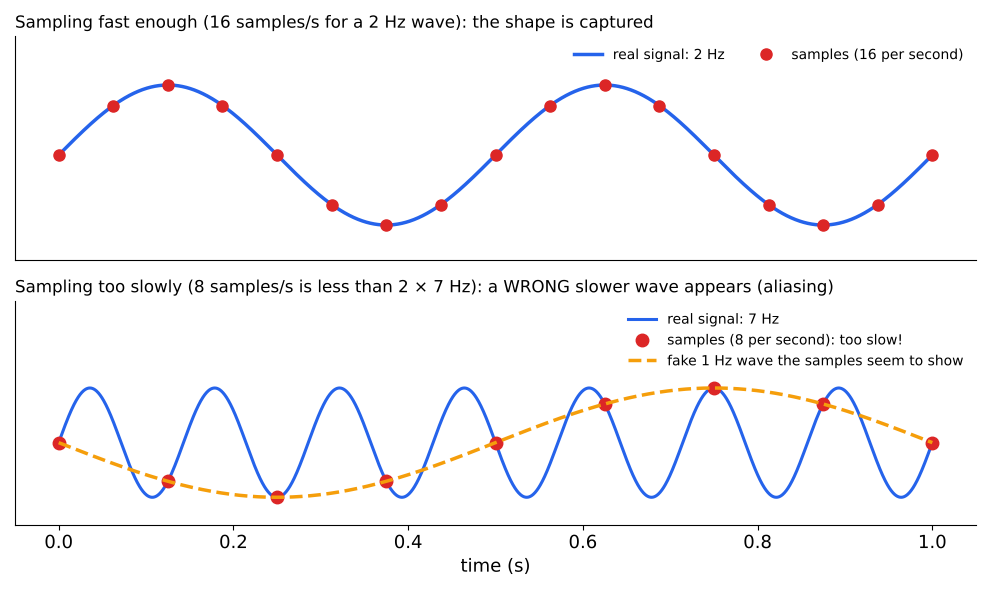 Sampling fast enough (16 samples/s for a 2 Hz wave): the shape is captured
real signal: 2 Hz
samples (16 per second)
Sampling too slowly (8 samples/s is less than 2 × 7 Hz): a WRONG slower wave appears (aliasing)
real signal: 7 Hz
samples (8 per second): too slow!
fake 1 Hz wave the samples seem to show
0.0 0.2 0.4 0.6 0.8 1.0
time (s)